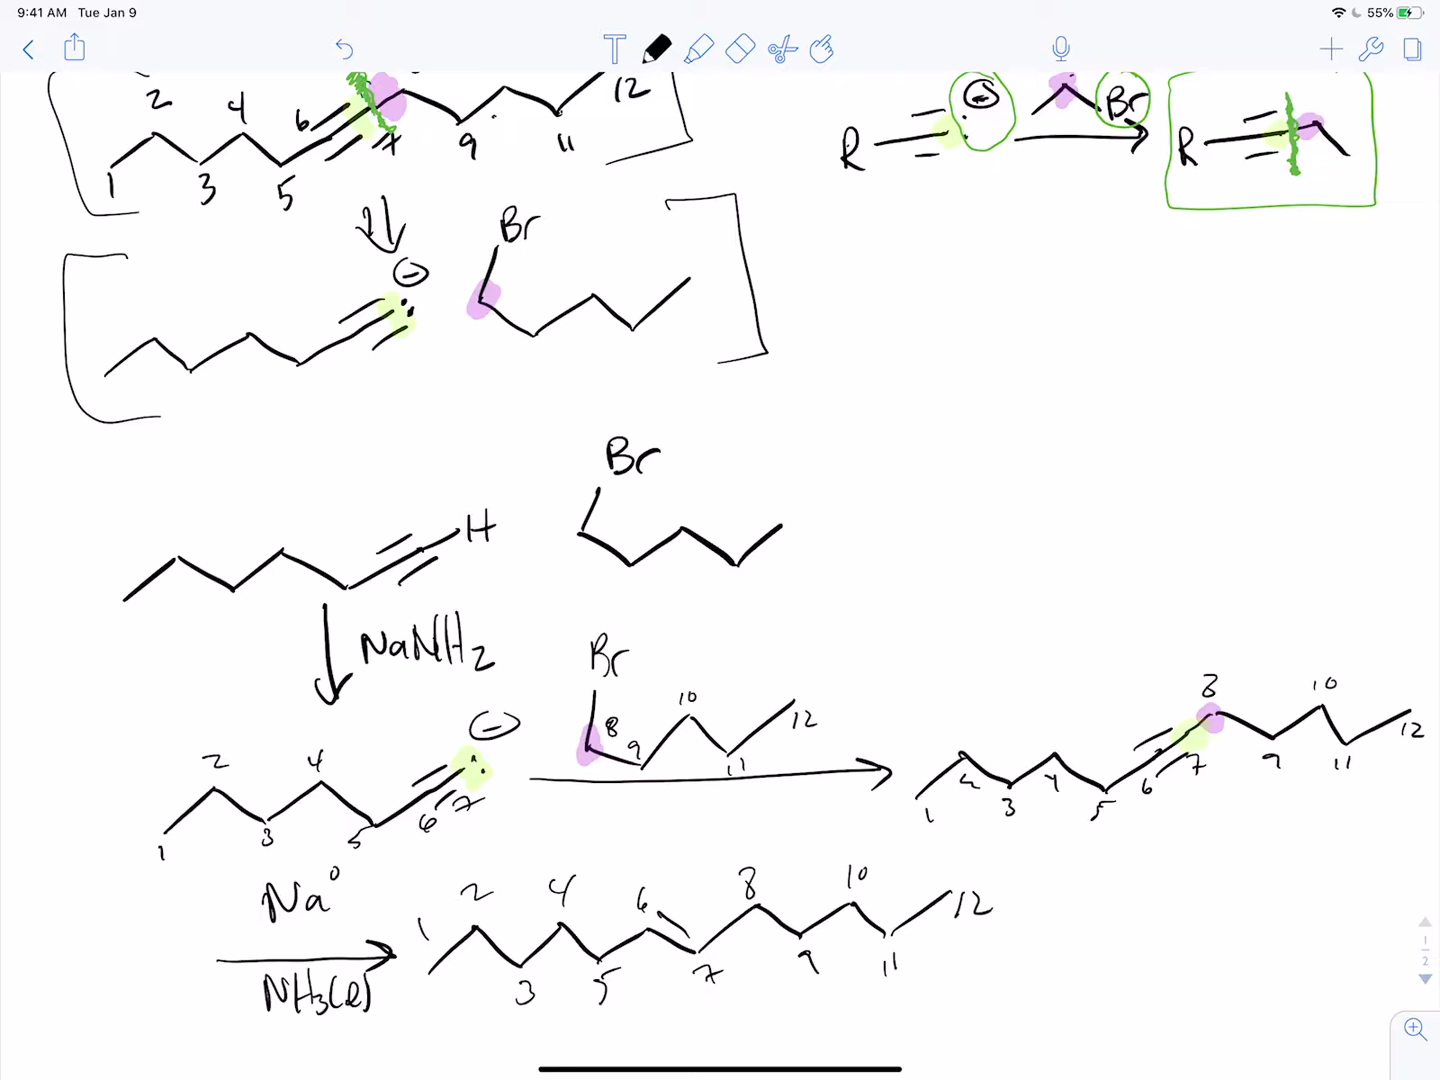 9:41 AM Tue Jan 9
55%
T
2 4 6 7 9 11 12
1 3 5
R Br R
Br
Br
H
NaNH2
Br
8 9 10 11 12
1 2 3 4 5 6 7
1 2 3 4 5 6 7 8 9 10 11 12
Na⁰
NH3(l)
1 2 3 4 5 6 7 8 9 10 11 12
1
2